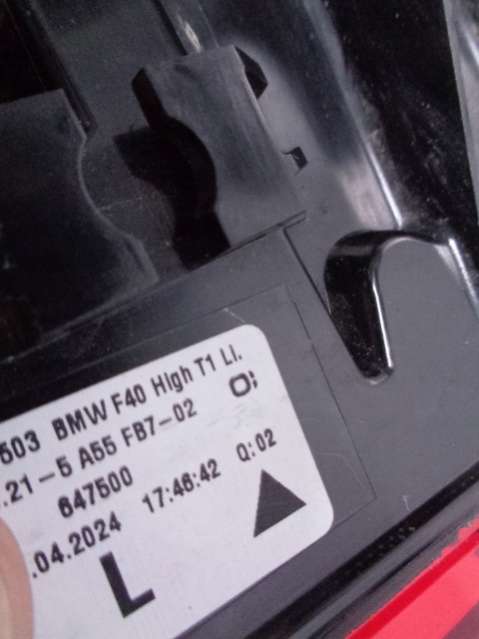 503 BMW F40 High T1 LI.
.21-5 A55 FB7-02
647500
.04.2024 17:46:42 Q:02
L